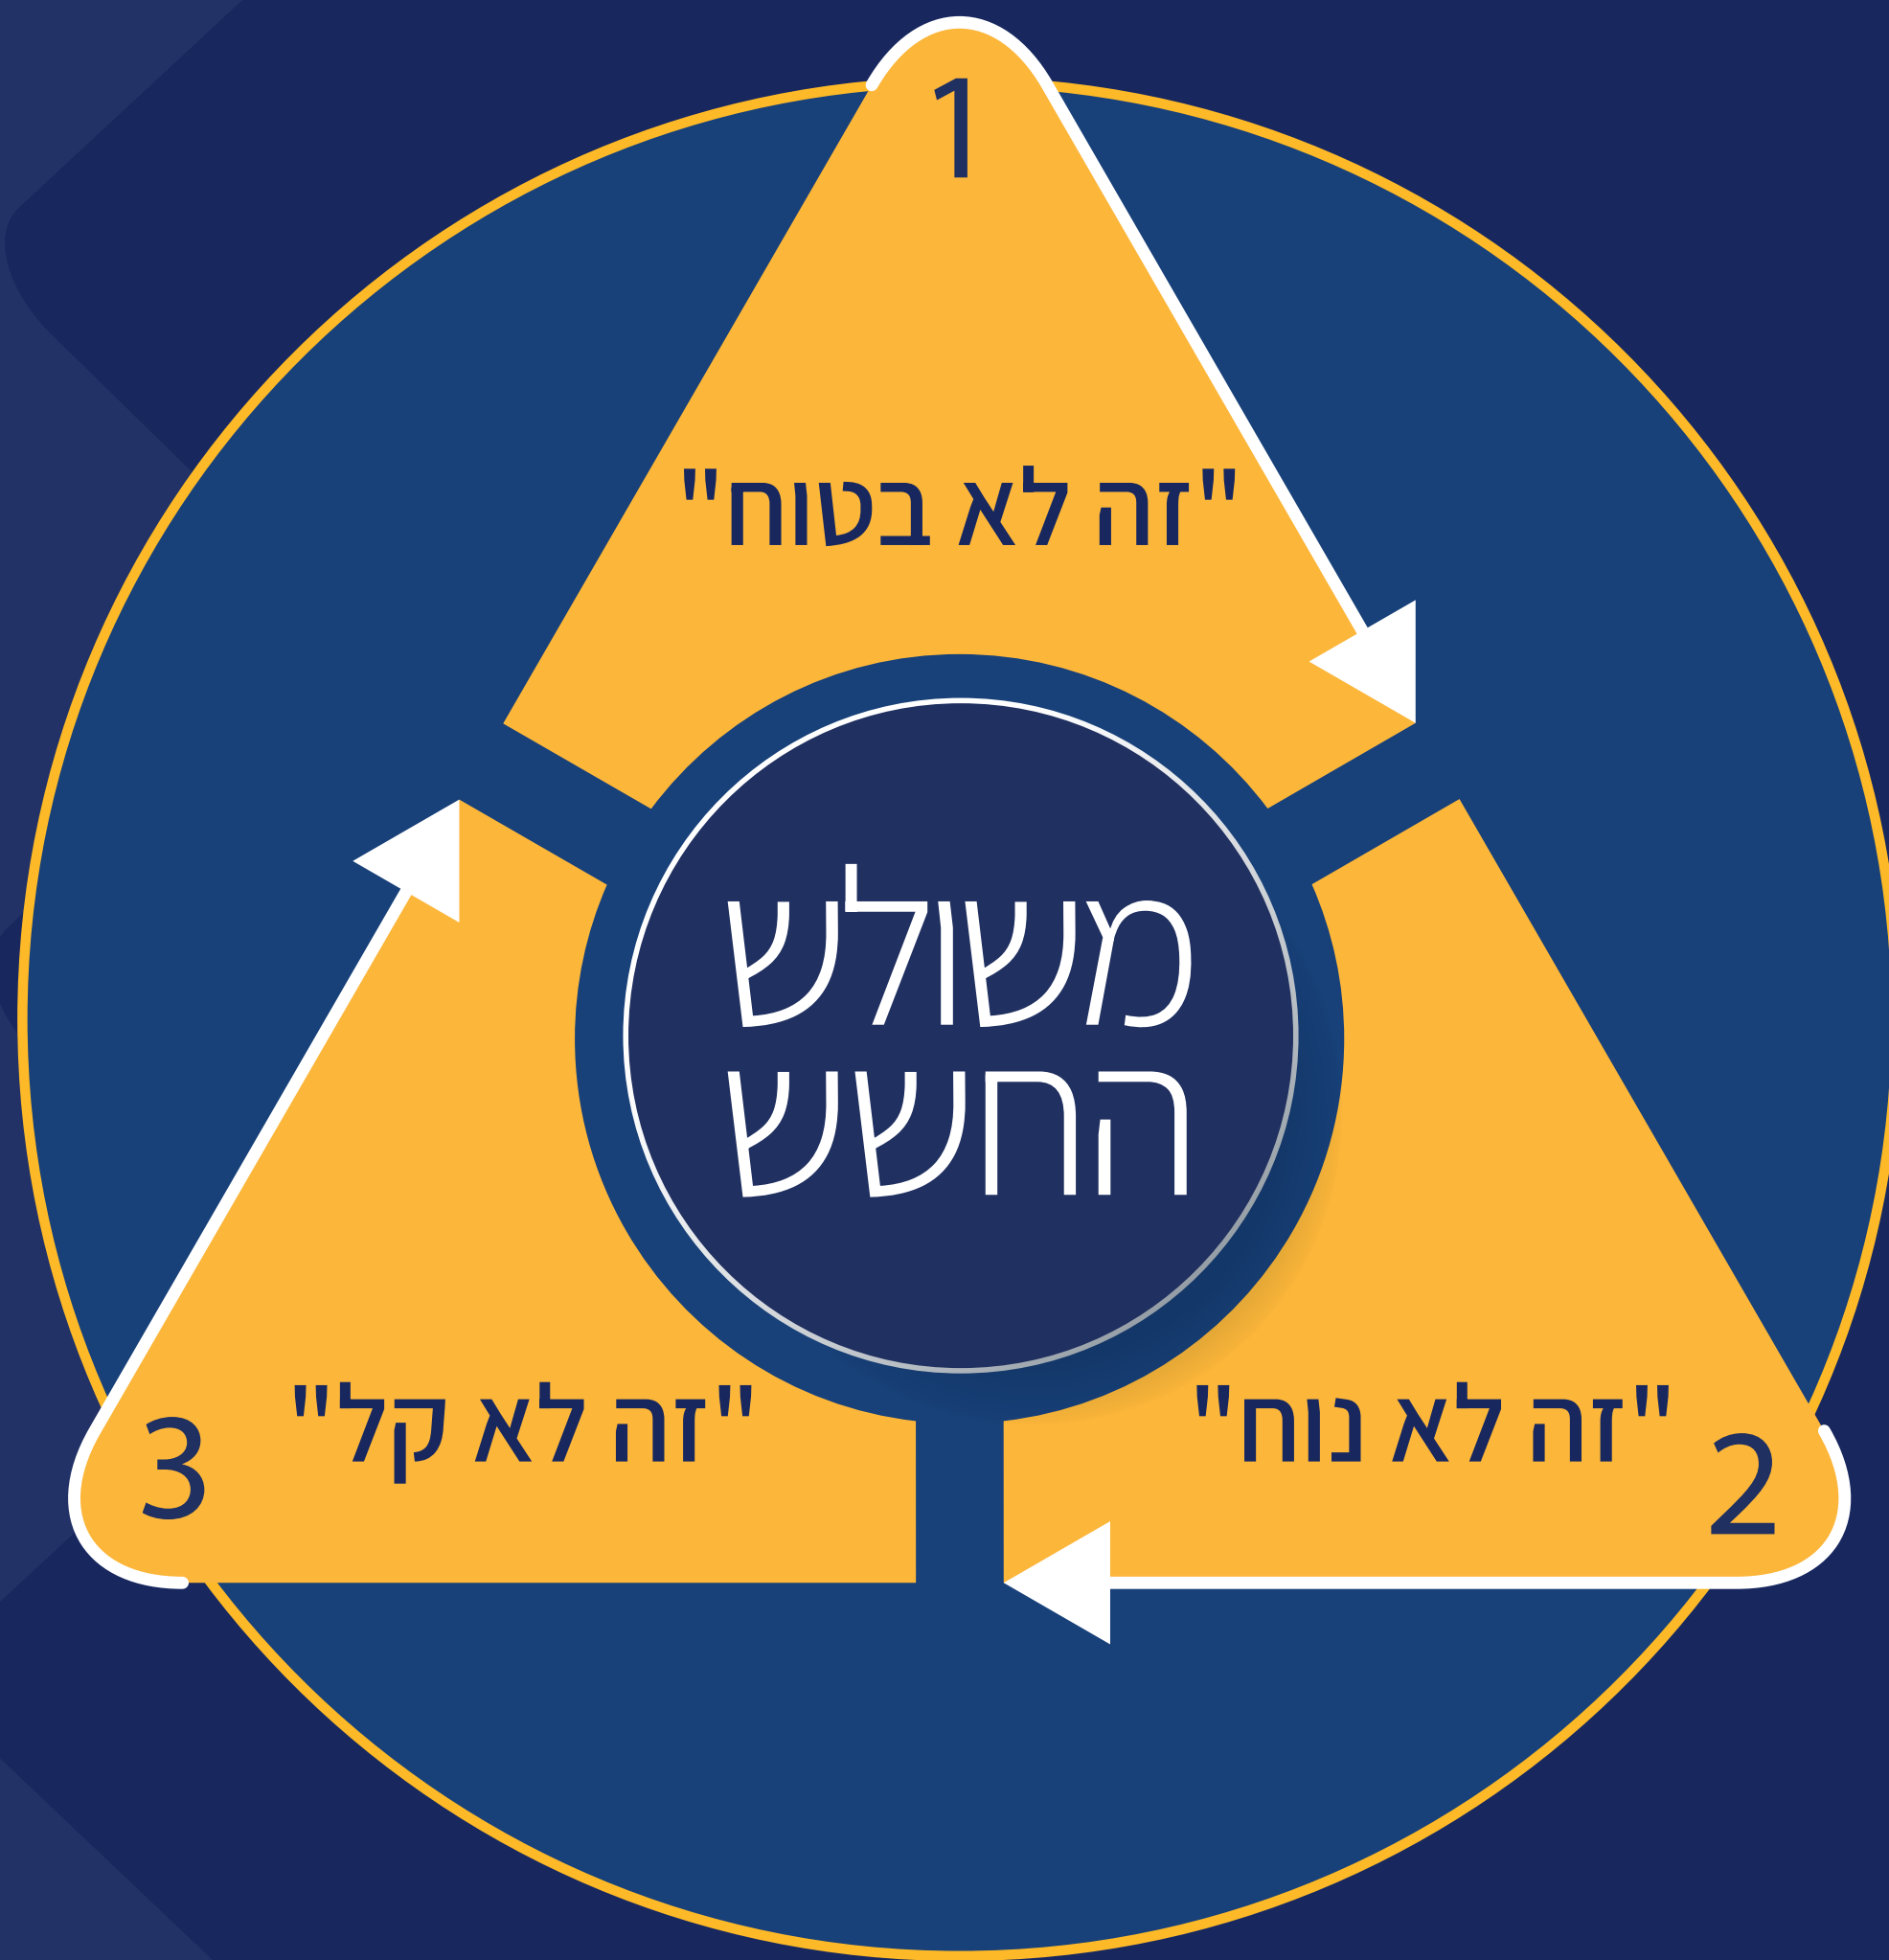 1
"זה לא בטוח"
משולש
החשש
"זה לא נוח"
2
"זה לא קל"
3